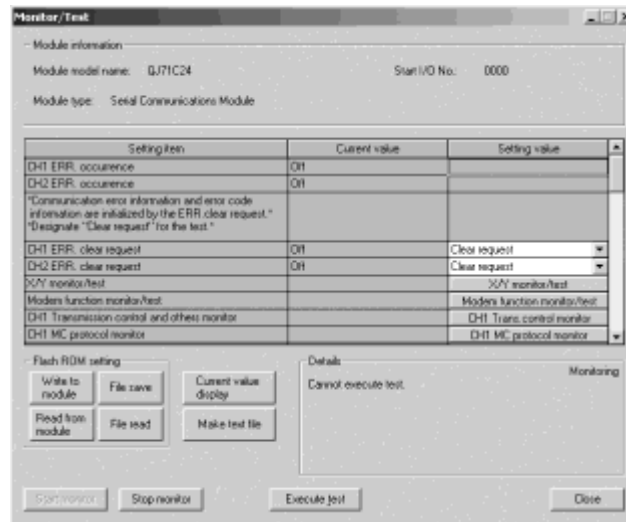 Monitor/Test
Module information
Module model name: QJ71C24 Start I/O No.: 0000
Module type: Serial Communications Module
Setting item Current value Setting value
CH1 ERR. occurrence Off
CH2 ERR. occurrence Off
"Communication error information and error code
information are initialized by the ERR.clear request."
"Designate "Clear request" for the test."
CH1 ERR. clear request Off Clear request
CH2 ERR. clear request Off Clear request
X/Y monitor/test X/Y monitor/test
Modem function monitor/test Modem function monitor/test
CH1 Transmission control and others monitor CH1 Trans. control monitor
CH1 MC protocol monitor CH1 MC protocol monitor
Flash ROM setting
Write to
module
File save
Current value
display
Read from
module
File read
Make text file
Details
Monitoring
Cannot execute test.
Start monitor Stop monitor Execute test Close